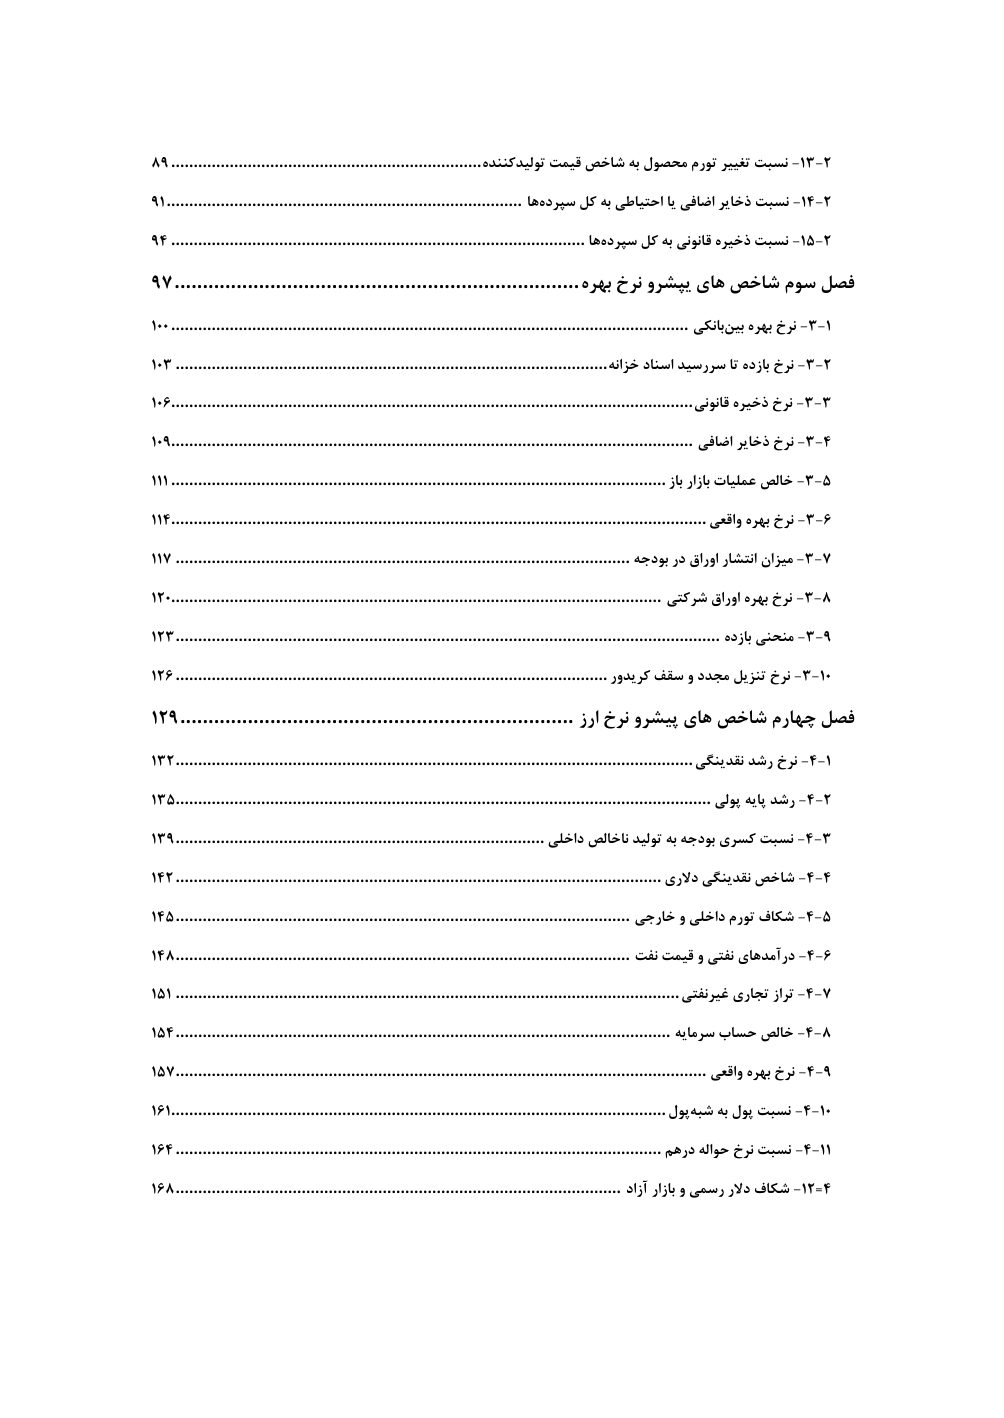 ۱۳-۲- نسبت تغییر تورم محصول به شاخص قیمت تولیدکننده ........ ۸۹
۱۴-۲- نسبت ذخایر اضافی یا احتیاطی به کل سپرده‌ها ........ ۹۱
۱۵-۲- نسبت ذخیره قانونی به کل سپرده‌ها ........ ۹۴
فصل سوم شاخص های پیشرو نرخ بهره ........ ۹۷
۳-۱- نرخ بهره بین‌بانکی ........ ۱۰۰
۳-۲- نرخ بازده تا سررسید اسناد خزانه ........ ۱۰۳
۳-۳- نرخ ذخیره قانونی ........ ۱۰۶
۳-۴- نرخ ذخایر اضافی ........ ۱۰۹
۳-۵- خالص عملیات بازار باز ........ ۱۱۱
۳-۶- نرخ بهره واقعی ........ ۱۱۴
۳-۷- میزان انتشار اوراق در بودجه ........ ۱۱۷
۳-۸- نرخ بهره اوراق شرکتی ........ ۱۲۰
۳-۹- منحنی بازده ........ ۱۲۳
۳-۱۰- نرخ تنزیل مجدد و سقف کریدور ........ ۱۲۶
فصل چهارم شاخص های پیشرو نرخ ارز ........ ۱۲۹
۴-۱- نرخ رشد نقدینگی ........ ۱۳۲
۴-۲- رشد پایه پولی ........ ۱۳۵
۴-۳- نسبت کسری بودجه به تولید ناخالص داخلی ........ ۱۳۹
۴-۴- شاخص نقدینگی دلاری ........ ۱۴۲
۴-۵- شکاف تورم داخلی و خارجی ........ ۱۴۵
۴-۶- درآمدهای نفتی و قیمت نفت ........ ۱۴۸
۴-۷- تراز تجاری غیرنفتی ........ ۱۵۱
۴-۸- خالص حساب سرمایه ........ ۱۵۴
۴-۹- نرخ بهره واقعی ........ ۱۵۷
۴-۱۰- نسبت پول به شبه‌پول ........ ۱۶۱
۴-۱۱- نسبت نرخ حواله درهم ........ ۱۶۴
۴=۱۲- شکاف دلار رسمی و بازار آزاد ........ ۱۶۸